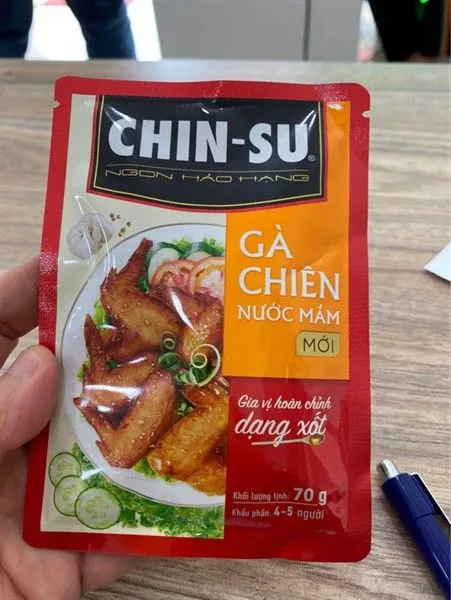 CHIN-SU®
NGON HẢO HẠNG
GÀ
CHIÊN
NƯỚC MẮM
MỚI
Gia vị hoàn chỉnh
dạng xốt
Khối lượng tịnh: 70 g
Khẩu phần: 4-5 người